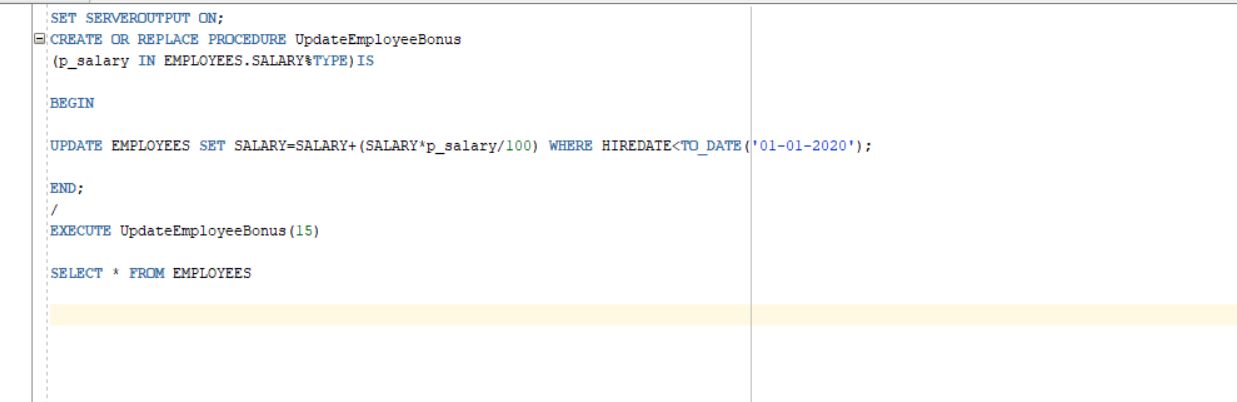 SET SERVEROUTPUT ON;
CREATE OR REPLACE PROCEDURE UpdateEmployeeBonus
(p_salary IN EMPLOYEES.SALARY%TYPE)IS
BEGIN
UPDATE EMPLOYEES SET SALARY=SALARY+(SALARY*p_salary/100) WHERE HIREDATE<TO_DATE('01-01-2020');
END;
/
EXECUTE UpdateEmployeeBonus(15)
SELECT * FROM EMPLOYEES